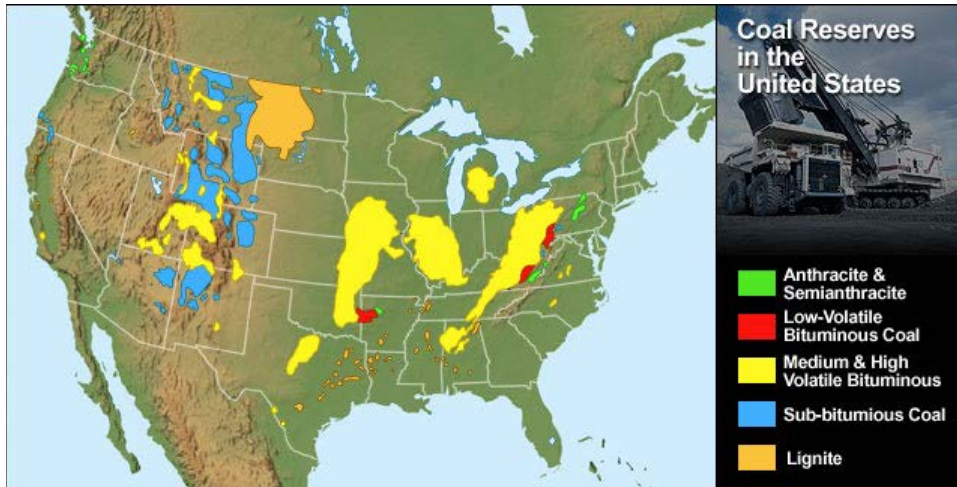 Coal Reserves
in the
United States
Anthracite &
Semianthracite
Low-Volatile
Bituminous Coal
Medium & High
Volatile Bituminous
Sub-bitumious Coal
Lignite